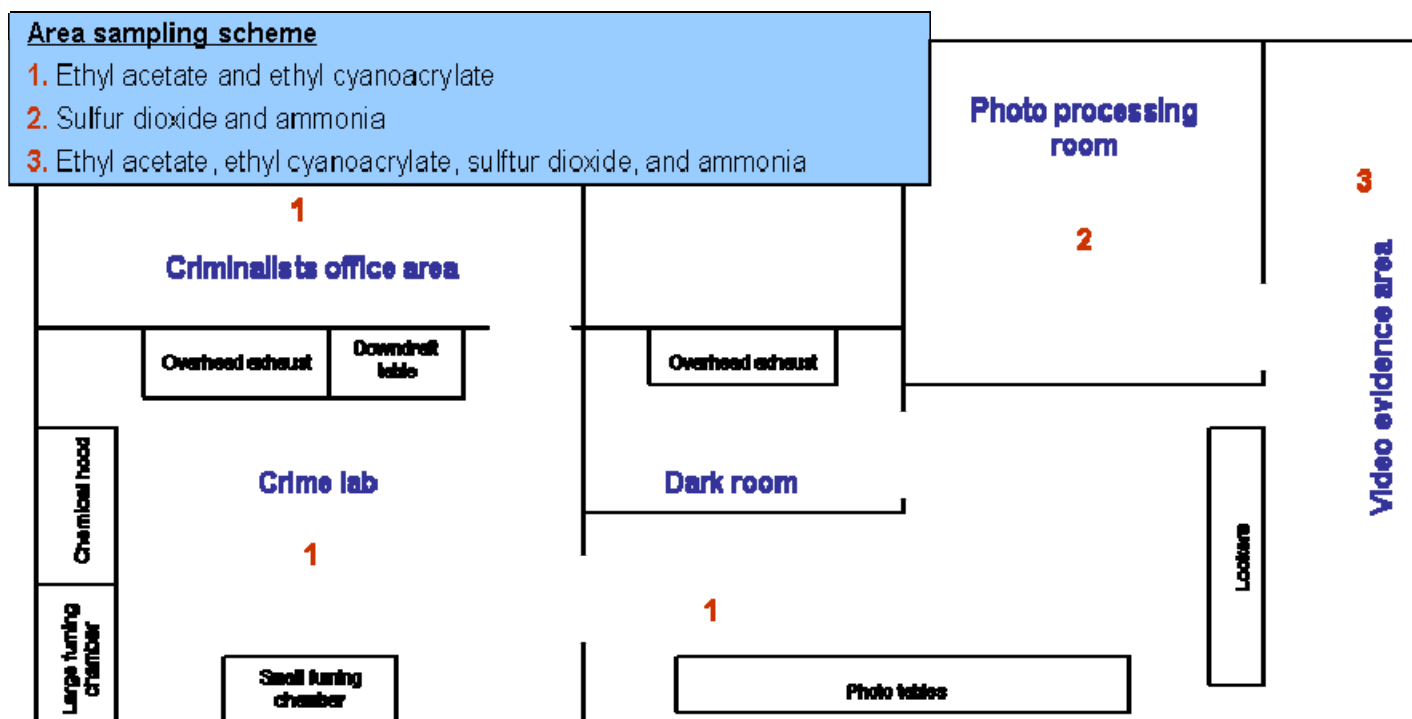 Area sampling scheme
1. Ethyl acetate and ethyl cyanoacrylate
2. Sulfur dioxide and ammonia
3. Ethyl acetate, ethyl cyanoacrylate, sulftur dioxide, and ammonia
Photo processing
room
1
2
3
Criminalists office area
Video evidence area
Overhead exhaust
Downdraft
table
Overhead exhaust
Chemical hood
Crime lab
Dark room
1
1
Lookers
Large fuming
chamber
Small fuming
chamber
Photo tables